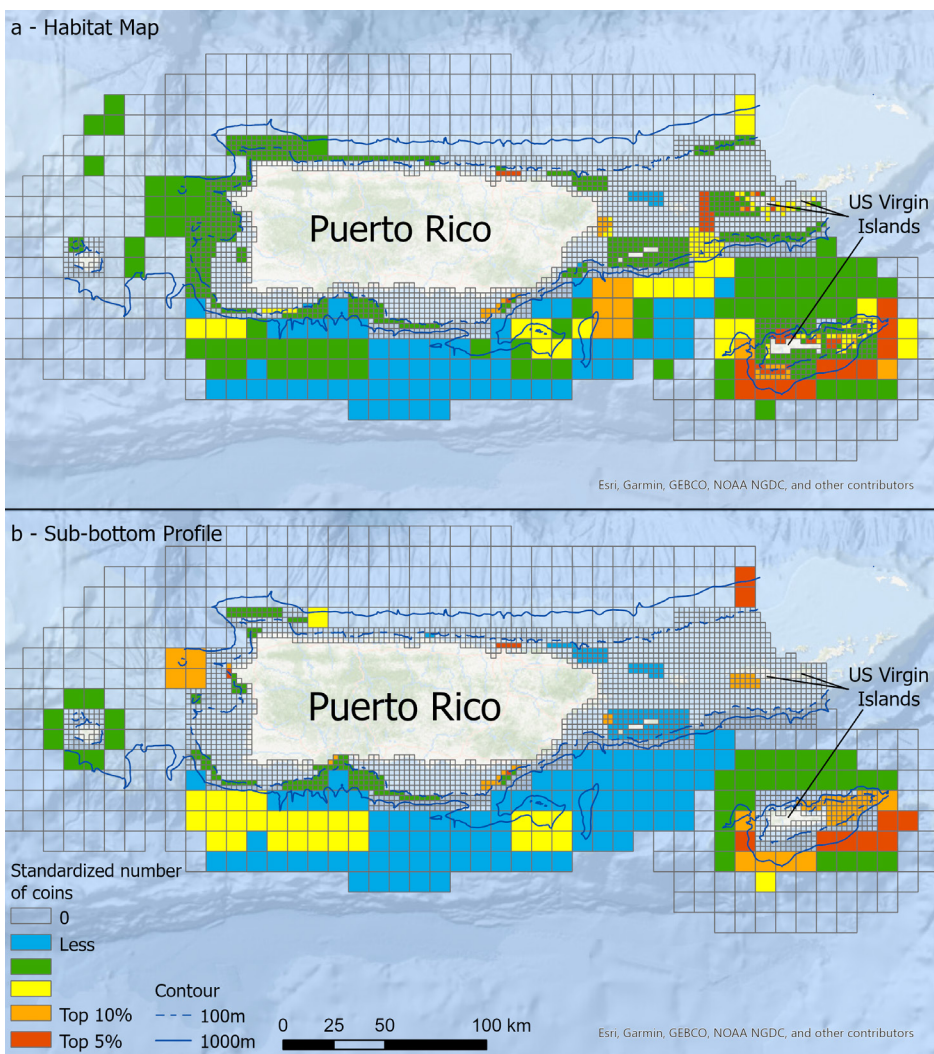 a - Habitat Map
Puerto Rico
US Virgin
Islands
Esri, Garmin, GEBCO, NOAA NGDC, and other contributors
b - Sub-bottom Profile
Puerto Rico
US Virgin
Islands
Standardized number
of coins
0
Less
Top 10%
Top 5%
Contour
100m
1000m
0 25 50 100 km
Esri, Garmin, GEBCO, NOAA NGDC, and other contributors